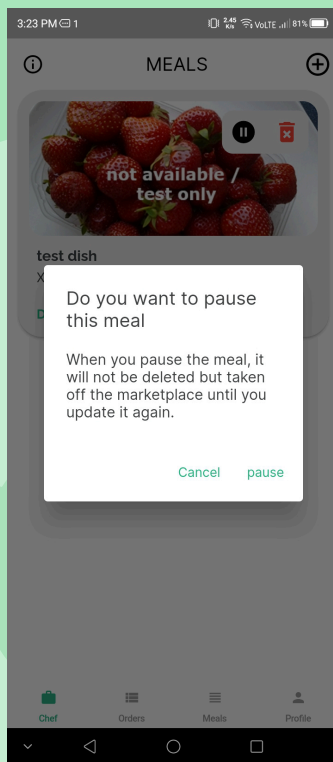 3:23 PM 1 2.45 K/s VoLTE 81%
MEALS
not available /
test only
test dish
X
D
Do you want to pause
this meal
When you pause the meal, it
will not be deleted but taken
off the marketplace until you
update it again.
Cancel pause
Chef Orders Meals Profile